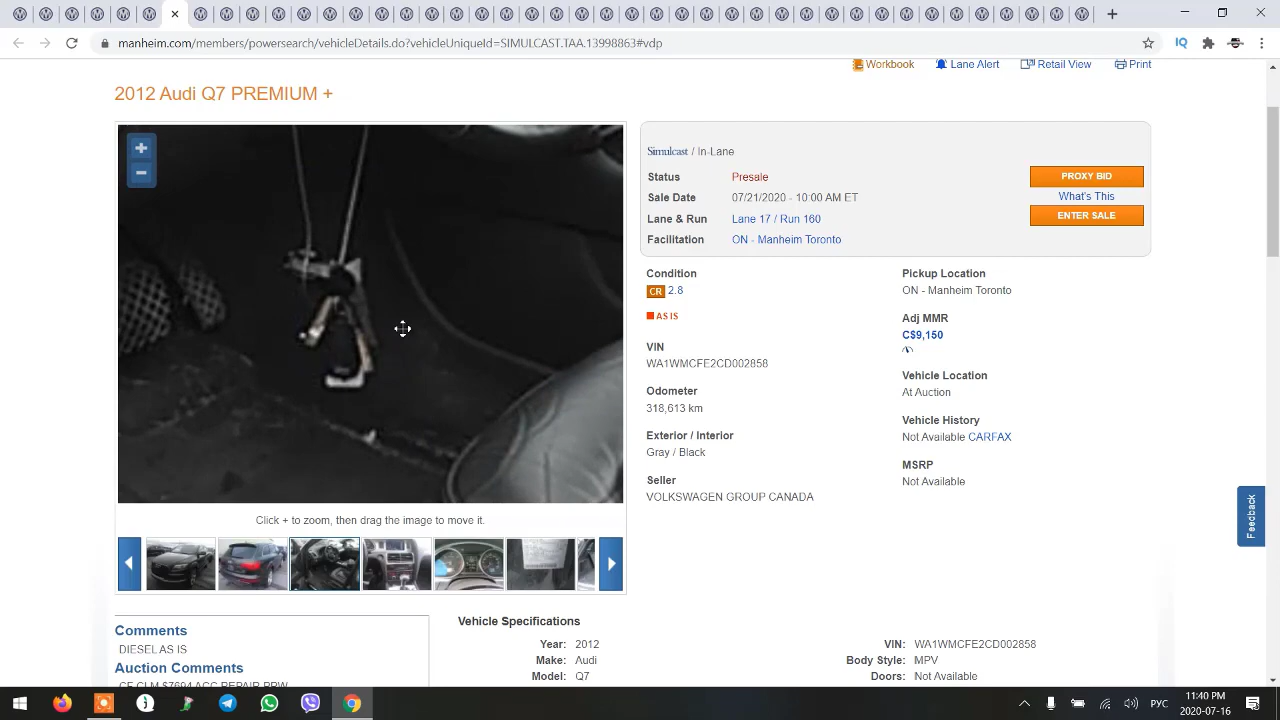 manheim.com/members/powersearch/vehicleDetails.do?vehicleUniqueId=SIMULCAST.TAA.13998863#vdp
IQ
Workbook Lane Alert Retail View Print
2012 Audi Q7 PREMIUM +
Simulcast / In-Lane
Status Presale
PROXY BID
Sale Date 07/21/2020 - 10:00 AM ET
What's This
Lane & Run Lane 17 / Run 160
ENTER SALE
Facilitation ON - Manheim Toronto
Condition
CR 2.8
AS IS
VIN
WA1WMCFE2CD002858
Odometer
318,613 km
Exterior / Interior
Gray / Black
Seller
VOLKSWAGEN GROUP CANADA
Pickup Location
ON - Manheim Toronto
Adj MMR
C$9,150
Vehicle Location
At Auction
Vehicle History
Not Available CARFAX
MSRP
Not Available
Feedback
Click + to zoom, then drag the image to move it.
Comments
DIESEL AS IS
Auction Comments
Vehicle Specifications
Year: 2012
Make: Audi
Model: Q7
VIN: WA1WMCFE2CD002858
Body Style: MPV
Doors: Not Available
РУС
11:40 PM
2020-07-16